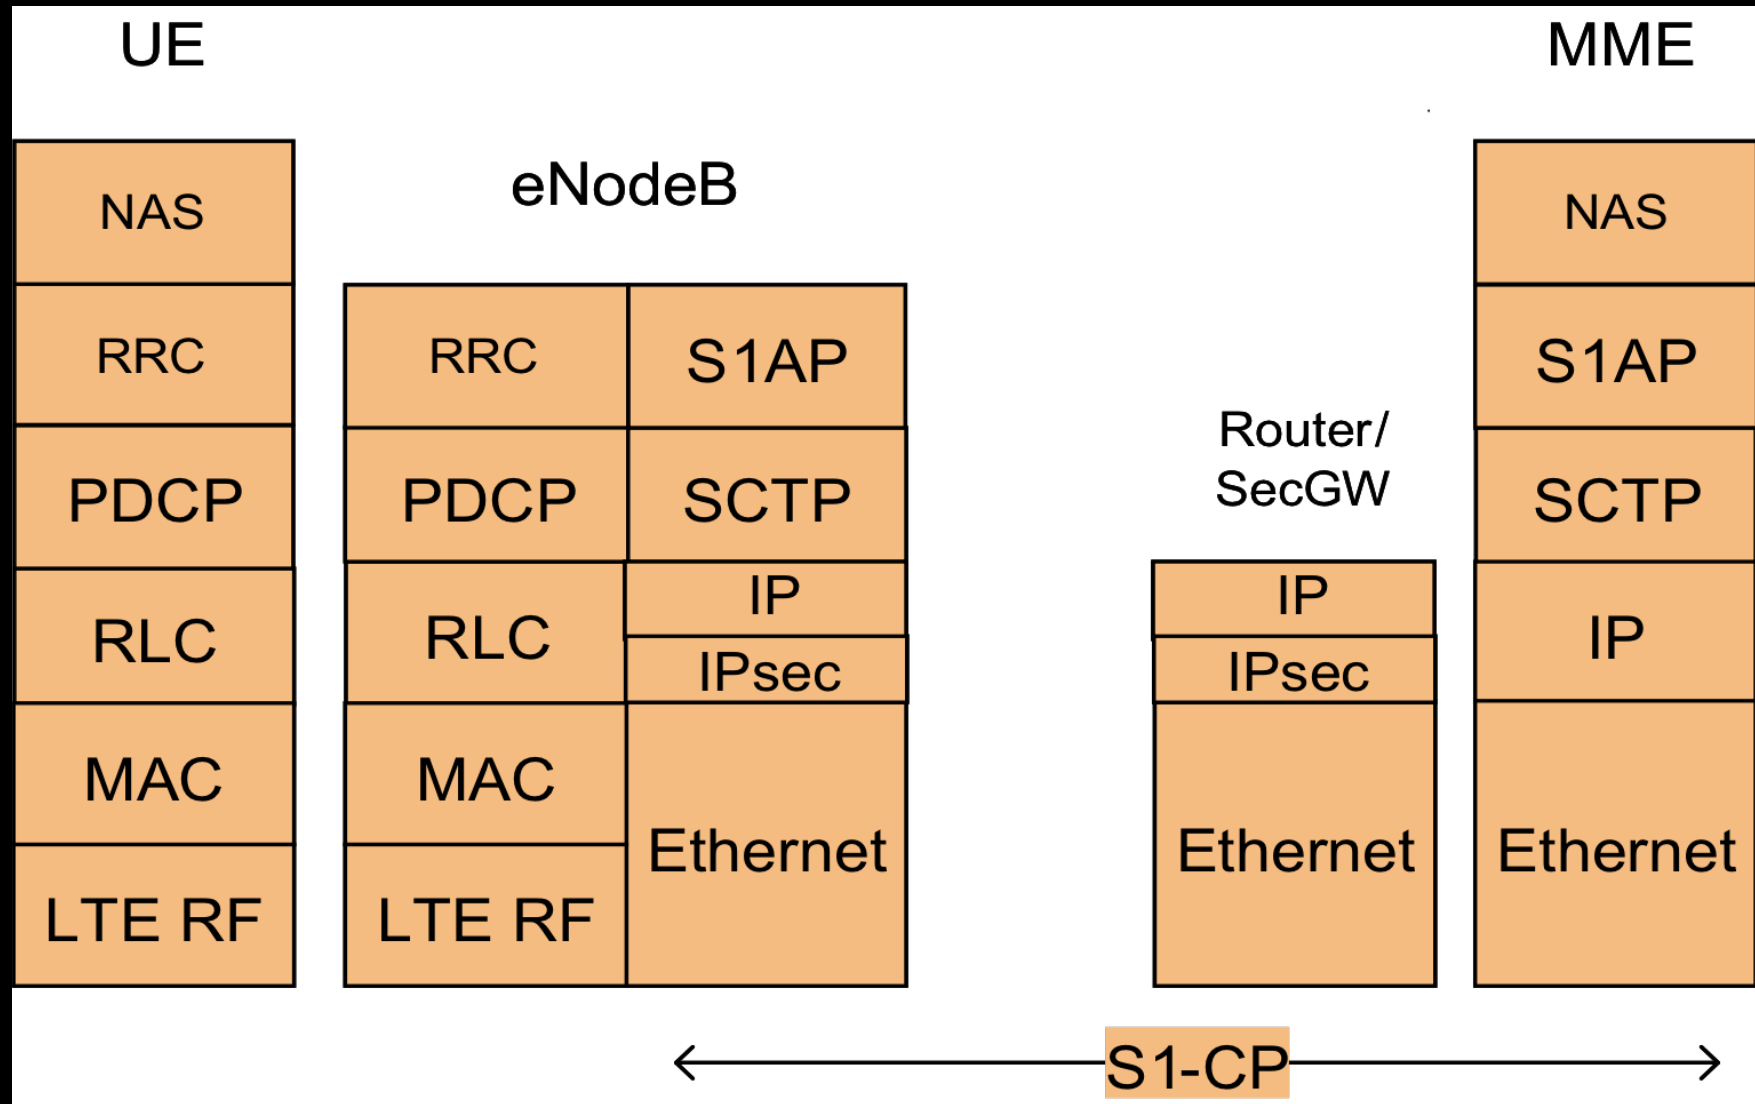 UE
MME
eNodeB
NAS
NAS
RRC
RRC
S1AP
S1AP
Router/
SecGW
PDCP
PDCP
SCTP
SCTP
RLC
RLC
IP
IPsec
IP
IPsec
IP
MAC
MAC
Ethernet
Ethernet
Ethernet
LTE RF
LTE RF
S1-CP